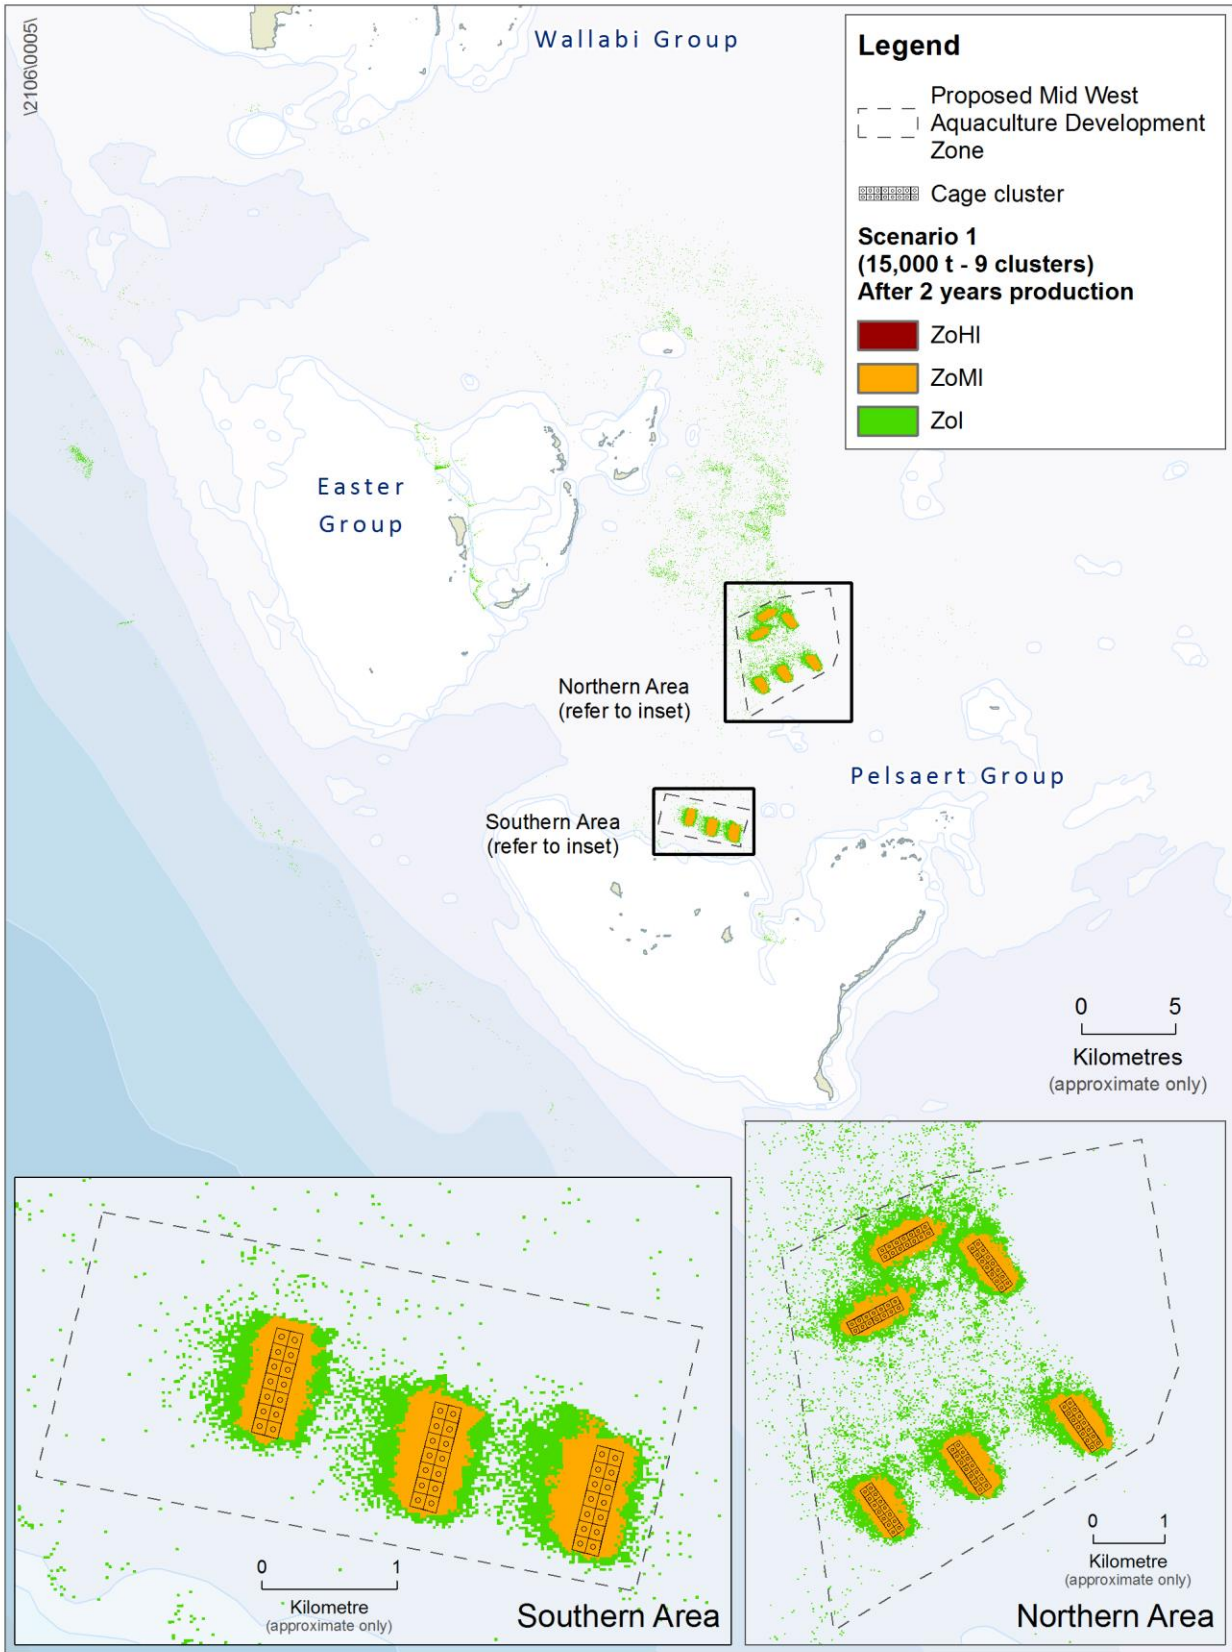 \2106\0005\
Wallabi Group
Legend
Proposed Mid West
Aquaculture Development
Zone
Cage cluster
Scenario 1
(15,000 t - 9 clusters)
After 2 years production
ZoHI
ZoMI
ZoI
Easter
Group
Northern Area
(refer to inset)
Pelsaert Group
Southern Area
(refer to inset)
0 5
Kilometres
(approximate only)
0 1
Kilometre
(approximate only)
Southern Area
0 1
Kilometre
(approximate only)
Northern Area